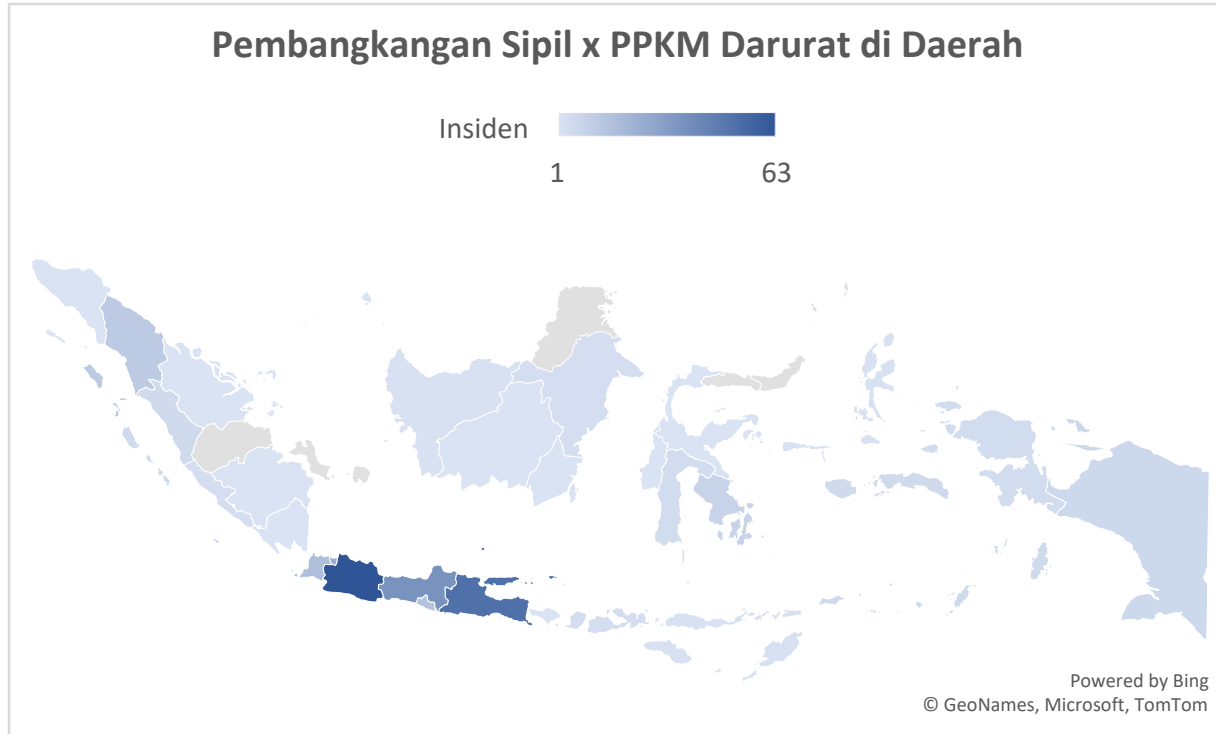 Pembangkangan Sipil x PPKM Darurat di Daerah
Insiden
1 63
Powered by Bing
© GeoNames, Microsoft, TomTom